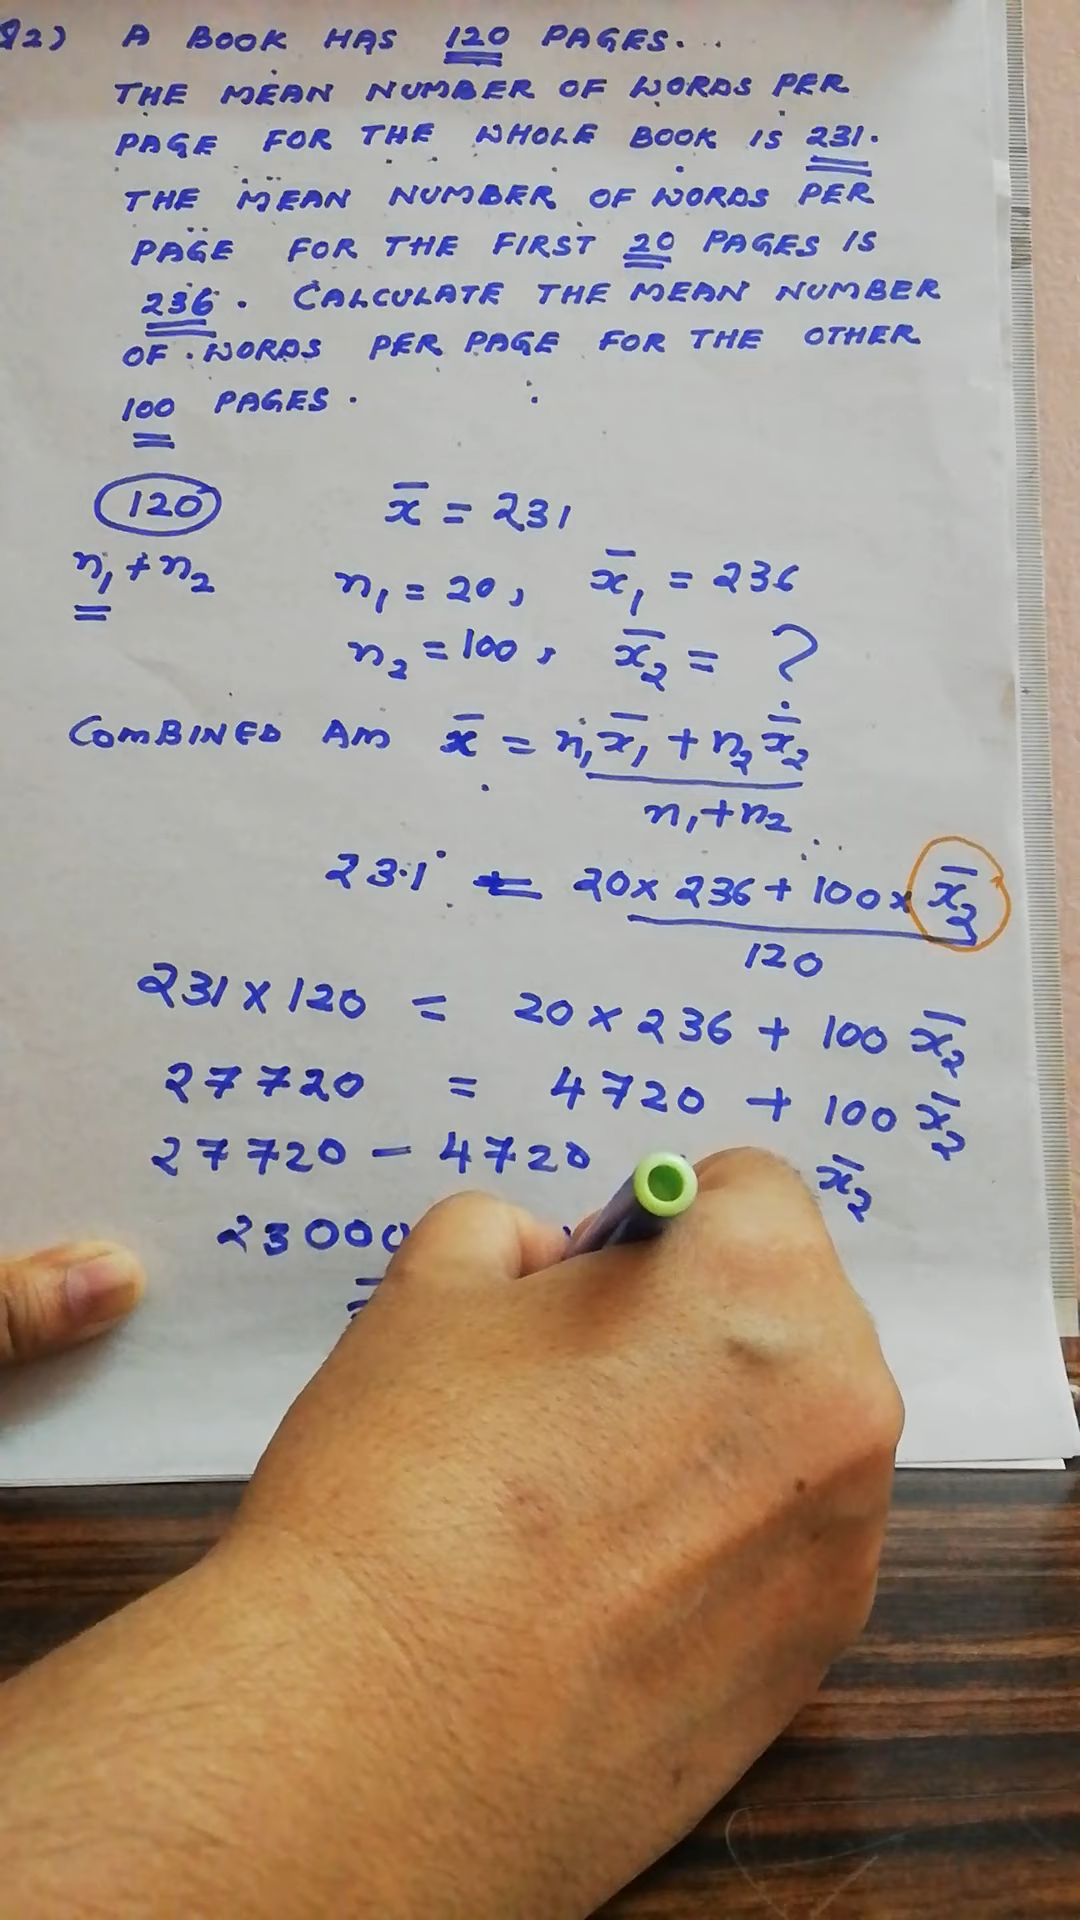 Q2) A BOOK HAS 120 PAGES.
THE MEAN NUMBER OF WORDS PER
PAGE FOR THE WHOLE BOOK IS 231.
THE MEAN NUMBER OF WORDS PER
PAGE FOR THE FIRST 20 PAGES IS
236. CALCULATE THE MEAN NUMBER
OF WORDS PER PAGE FOR THE OTHER
100 PAGES.
120 x̄ = 231
n₁ + n₂ n₁ = 20, x̄₁ = 236
n₂ = 100, x̄₂ = ?
COMBINED AM x̄ = n₁x̄₁ + n₂x̄₂
n₁ + n₂
231 = 20 × 236 + 100 × x̄₂
120
231 × 120 = 20 × 236 + 100 x̄₂
27720 = 4720 + 100 x̄₂
27720 − 4720 x̄₂
23000